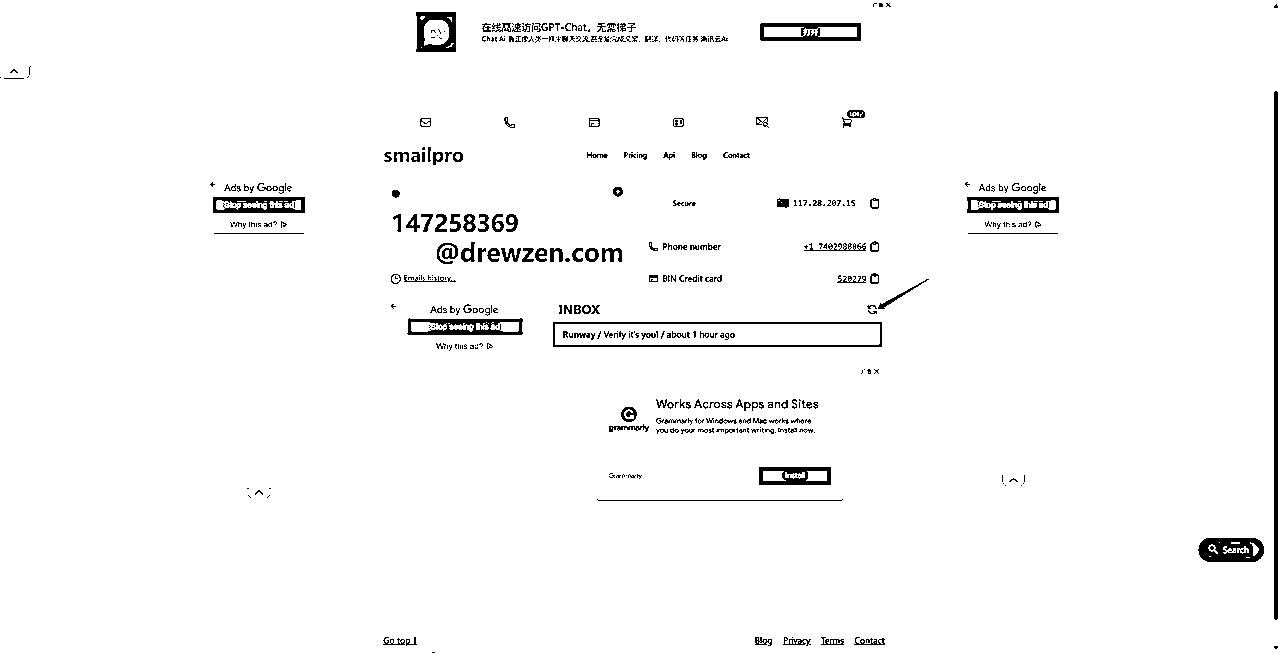 在线高速访问GPT-Chat，无需梯子
打开
smailpro
Home Pricing Api Blog Contact
Ads by Google
Stop seeing this ad
Why this ad?
147258369
@drewzen.com
Emails history..
Secure 117.28.207.15
Phone number +1 7402988066
BIN Credit card 520279
Ads by Google
Stop seeing this ad
Why this ad?
Ads by Google
Stop seeing this ad
Why this ad?
INBOX
Runway / Verify it's you! / about 1 hour ago
Works Across Apps and Sites
Grammarly for Windows and Mac works where
you do your most important writing. Install now.
grammarly
Grammarly
Install
Search
Go top
Blog Privacy Terms Contact